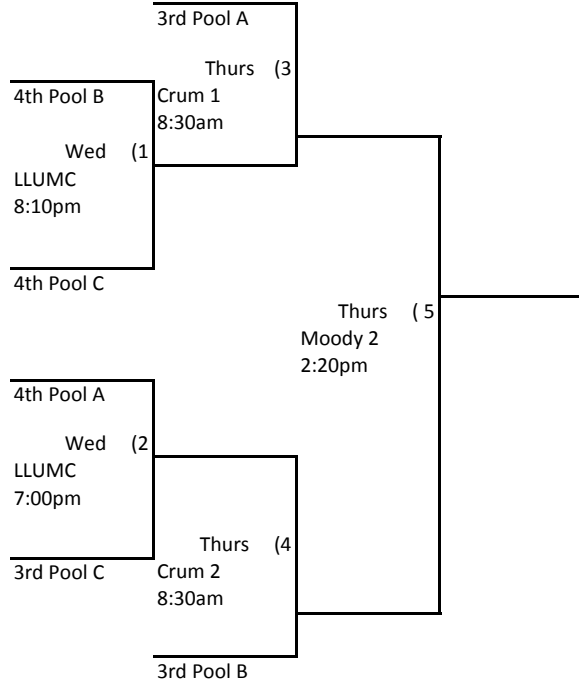 3rd Pool A
Thurs (3
Crum 1
8:30am
4th Pool B
Wed (1
LLUMC
8:10pm
4th Pool C
Thurs ( 5
Moody 2
2:20pm
4th Pool A
Wed (2
LLUMC
7:00pm
3rd Pool C
Thurs (4
Crum 2
8:30am
3rd Pool B